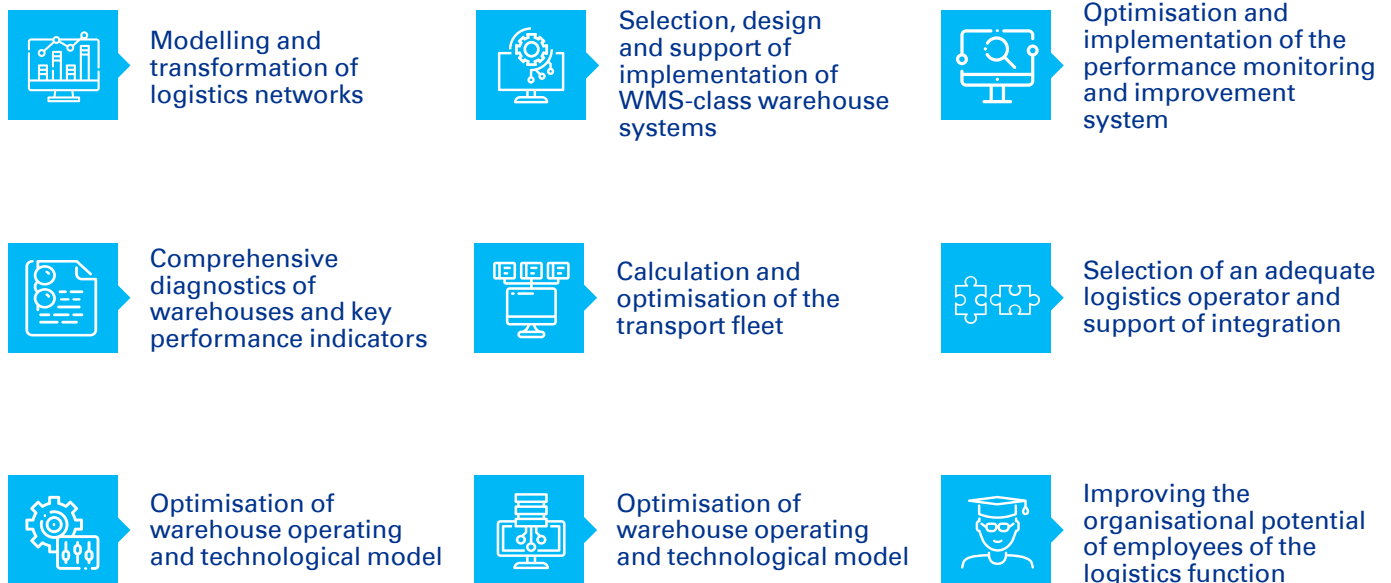 Modelling and
transformation of
logistics networks
Selection, design
and support of
implementation of
WMS-class warehouse
systems
Optimisation and
implementation of the
performance monitoring
and improvement
system
Comprehensive
diagnostics of
warehouses and key
performance indicators
Calculation and
optimisation of the
transport fleet
Selection of an adequate
logistics operator and
support of integration
Optimisation of
warehouse operating
and technological model
Optimisation of
warehouse operating
and technological model
Improving the
organisational potential
of employees of the
logistics function